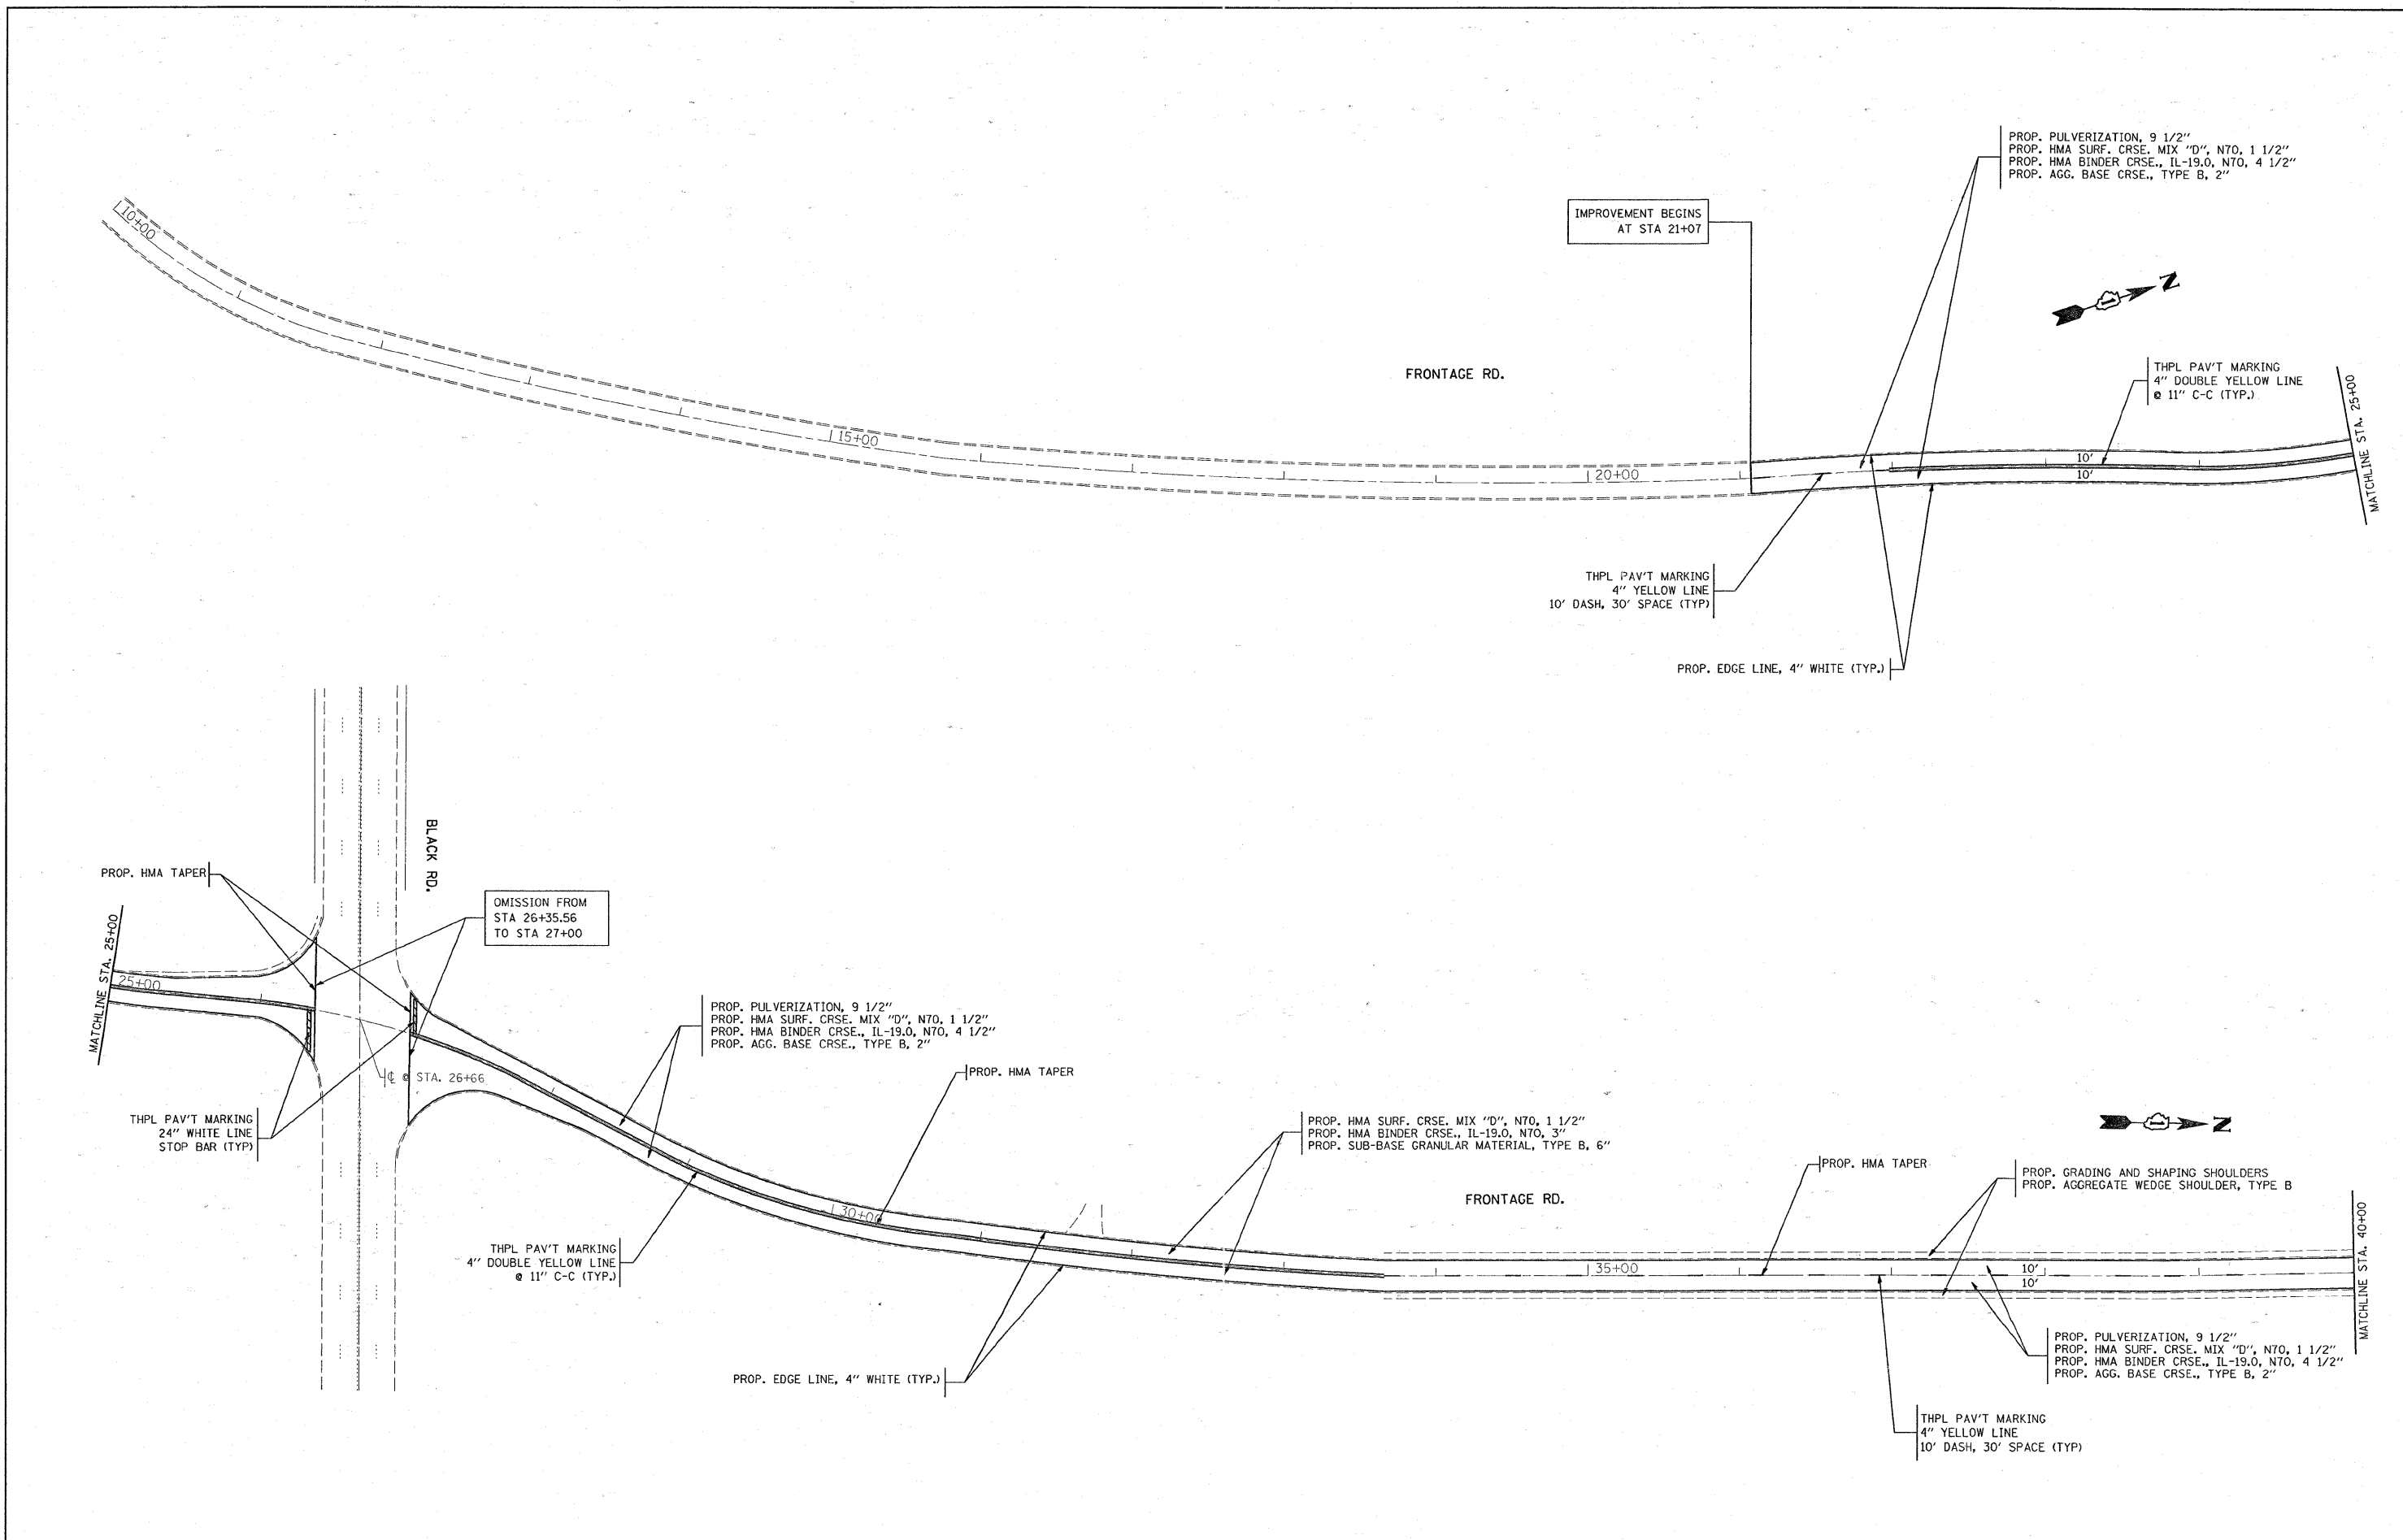 PROP. PULVERIZATION, 9 1/2"
PROP. HMA SURF. CRSE. MIX "D", N70, 1 1/2"
PROP. HMA BINDER CRSE., IL-19.0, N70, 4 1/2"
PROP. AGG. BASE CRSE., TYPE B, 2"
IMPROVEMENT BEGINS
AT STA 21+07
10+00
N
1
FRONTAGE RD.
THPL PAV'T MARKING
4" DOUBLE YELLOW LINE
@ 11" C-C (TYP.)
MATCHLINE STA. 25+00
15+00
10'
10'
20+00
THPL PAV'T MARKING
4" YELLOW LINE
10' DASH, 30' SPACE (TYP)
PROP. EDGE LINE, 4" WHITE (TYP.)
BLACK RD.
PROP. HMA TAPER
OMISSION FROM
STA 26+35.56
TO STA 27+00
MATCHLINE STA. 25+00
25+00
PROP. PULVERIZATION, 9 1/2"
PROP. HMA SURF. CRSE. MIX "D", N70, 1 1/2"
PROP. HMA BINDER CRSE., IL-19.0, N70, 4 1/2"
PROP. AGG. BASE CRSE., TYPE B, 2"
℄ @ STA. 26+66
PROP. HMA TAPER
THPL PAV'T MARKING
24" WHITE LINE
STOP BAR (TYP)
PROP. HMA SURF. CRSE. MIX "D", N70, 1 1/2"
PROP. HMA BINDER CRSE., IL-19.0, N70, 3"
PROP. SUB-BASE GRANULAR MATERIAL, TYPE B, 6"
1
N
PROP. HMA TAPER
PROP. GRADING AND SHAPING SHOULDERS
PROP. AGGREGATE WEDGE SHOULDER, TYPE B
FRONTAGE RD.
30+00
THPL PAV'T MARKING
4" DOUBLE YELLOW LINE
@ 11" C-C (TYP.)
35+00
10'
10'
MATCHLINE STA. 40+00
PROP. EDGE LINE, 4" WHITE (TYP.)
PROP. PULVERIZATION, 9 1/2"
PROP. HMA SURF. CRSE. MIX "D", N70, 1 1/2"
PROP. HMA BINDER CRSE., IL-19.0, N70, 4 1/2"
PROP. AGG. BASE CRSE., TYPE B, 2"
THPL PAV'T MARKING
4" YELLOW LINE
10' DASH, 30' SPACE (TYP)